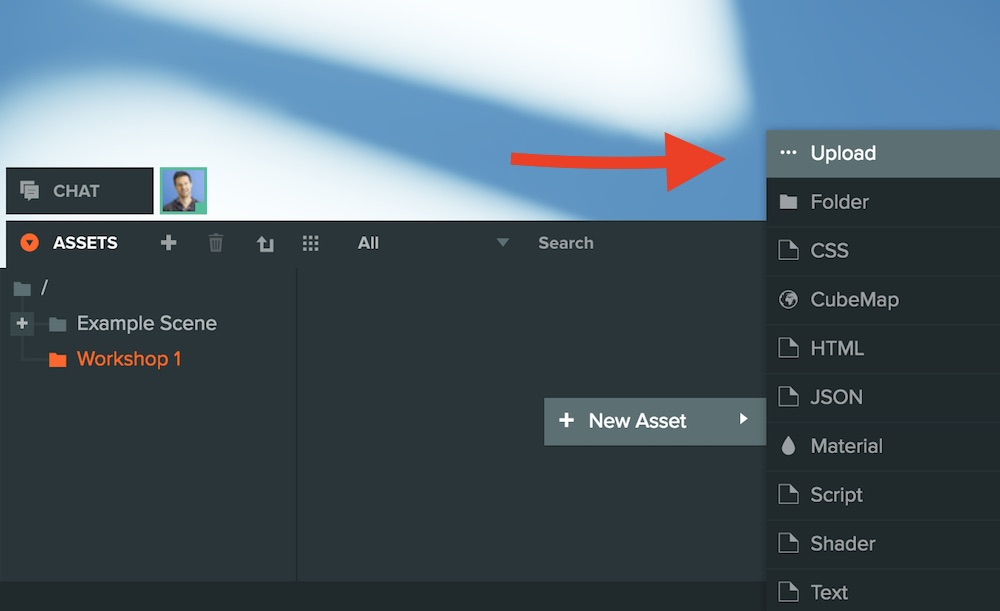 CHAT
ASSETS All Search
/
Example Scene
Workshop 1
New Asset
Upload
Folder
CSS
CubeMap
HTML
JSON
Material
Script
Shader
Text